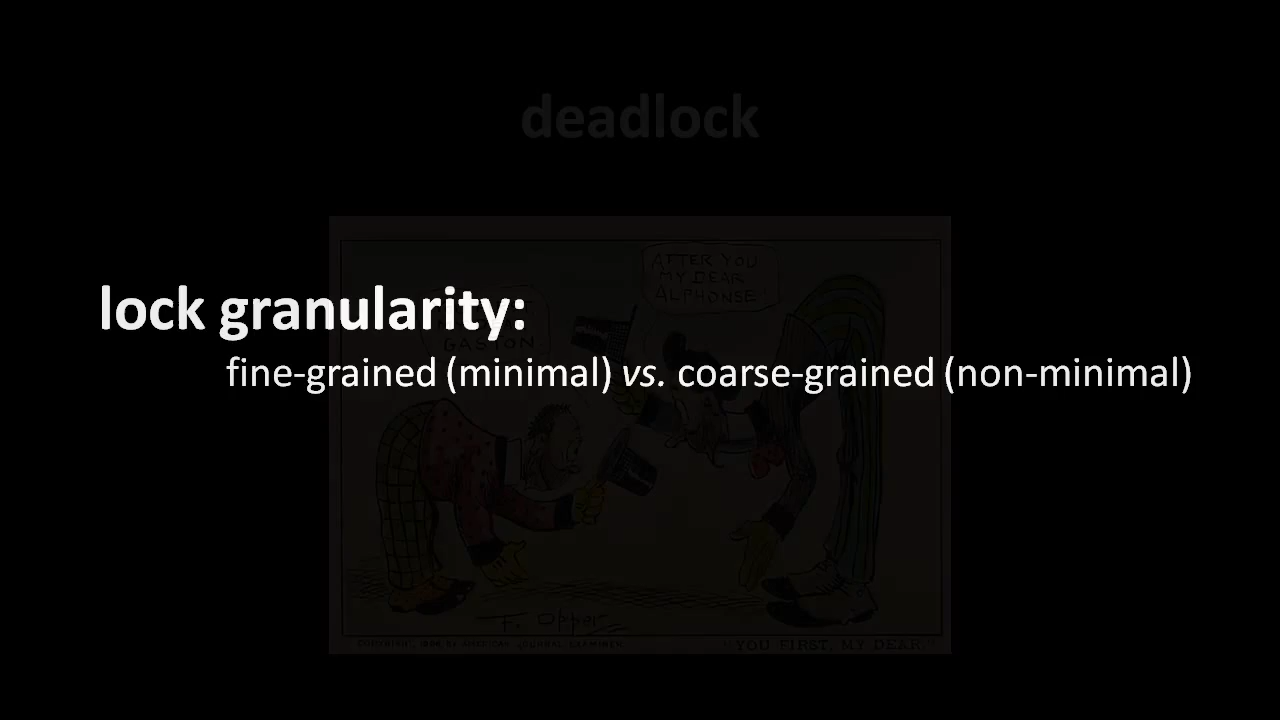 deadlock
AFTER YOU
MY DEAR
ALPHONSE
lock granularity:
GASTON
fine-grained (minimal) vs. coarse-grained (non-minimal)
F. Opper
"YOU FIRST, MY DEAR."